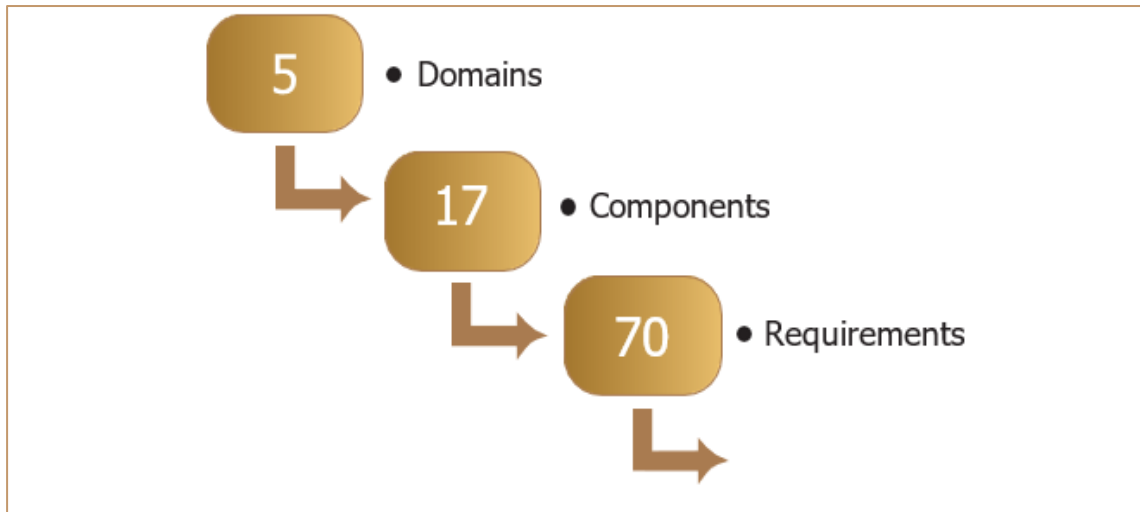 5 • Domains
17 • Components
70 • Requirements